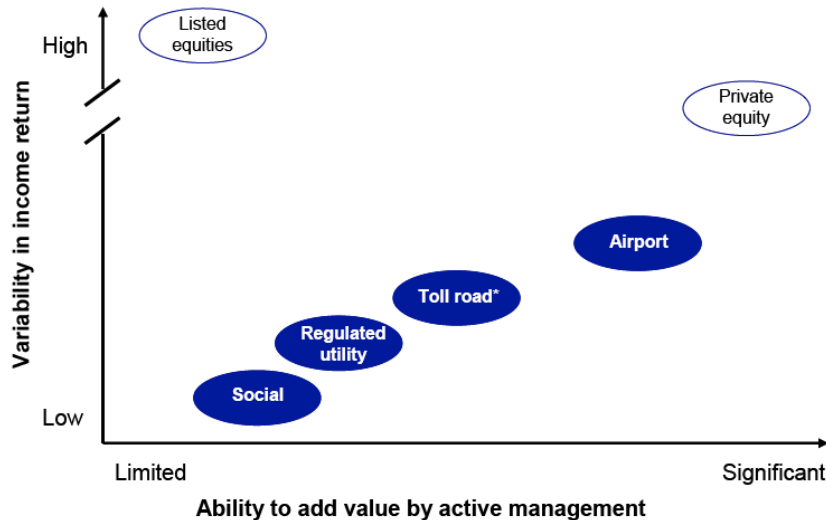 Listed
equities
High
Private
equity
Variability in income return
Airport
Toll road*
Regulated
utility
Social
Low
Limited
Significant
Ability to add value by active management